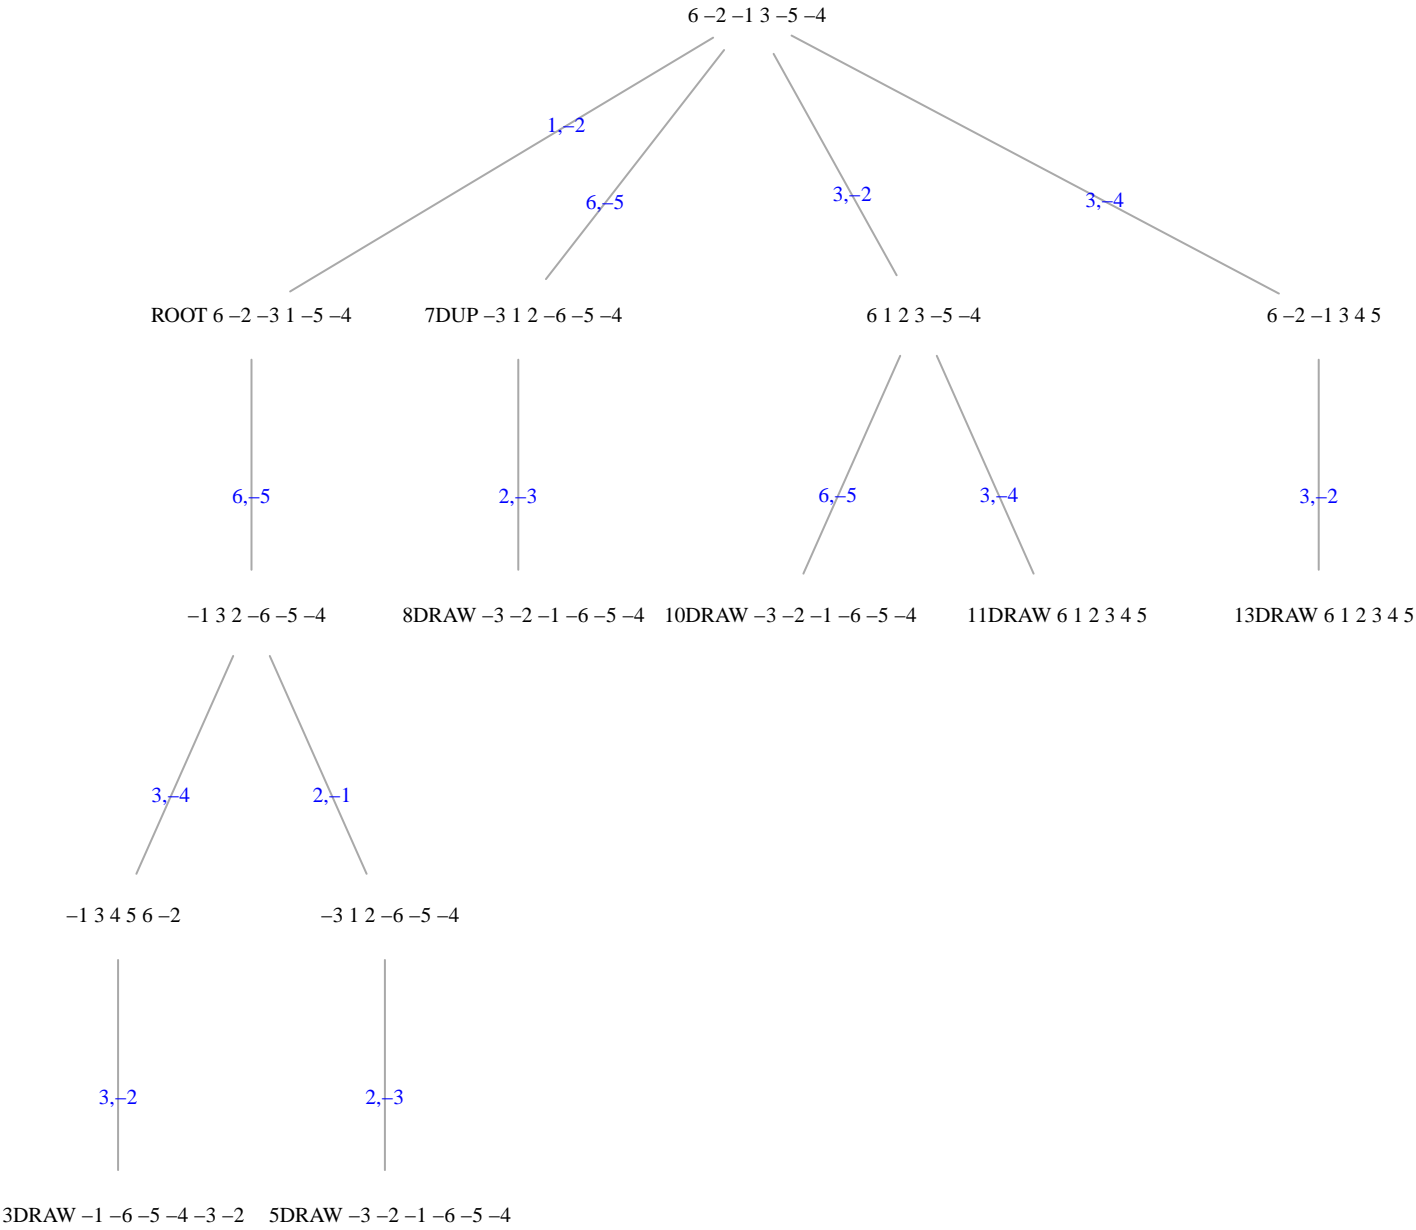 6 –2 –1 3 –5 –4
1,–2
6,–5
3,–2
3,–4
ROOT 6 –2 –3 1 –5 –4
7DUP –3 1 2 –6 –5 –4
6 1 2 3 –5 –4
6 –2 –1 3 4 5
6,–5
2,–3
6,–5
3,–4
3,–2
–1 3 2 –6 –5 –4
8DRAW –3 –2 –1 –6 –5 –4
10DRAW –3 –2 –1 –6 –5 –4
11DRAW 6 1 2 3 4 5
13DRAW 6 1 2 3 4 5
3,–4
2,–1
–1 3 4 5 6 –2
–3 1 2 –6 –5 –4
3,–2
2,–3
3DRAW –1 –6 –5 –4 –3 –2
5DRAW –3 –2 –1 –6 –5 –4